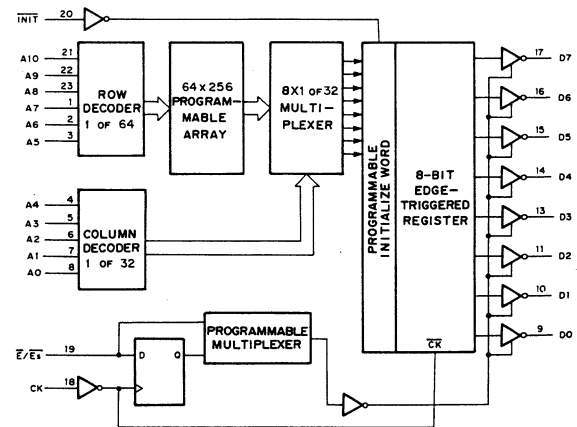 INIT 20
A10 21
A9 22
A8 23
A7 1
A6 2
A5 3
ROW
DECODER
1 OF 64
64 x 256
PROGRAM-
MABLE
ARRAY
8X1 OF 32
MULTI-
PLEXER
PROGRAMMABLE
INITIALIZE WORD
8-BIT
EDGE-
TRIGGERED
REGISTER
CK
17 D7
16 D6
15 D5
14 D4
13 D3
11 D2
10 D1
9 D0
A4 4
A3 5
A2 6
A1 7
A0 8
COLUMN
DECODER
1 OF 32
PROGRAMMABLE
MULTIPLEXER
E/Es 19
D Q
CK 18